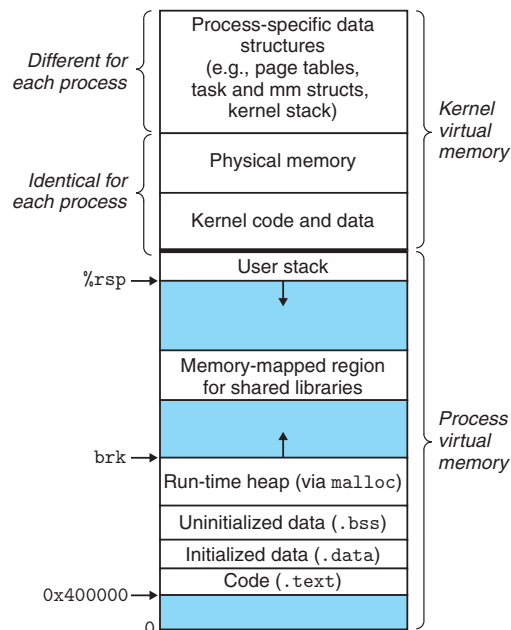 Process-specific data
structures
(e.g., page tables,
task and mm structs,
kernel stack)
Different for
each process
Kernel
virtual
memory
Physical memory
Identical for
each process
Kernel code and data
User stack
%rsp
Memory-mapped region
for shared libraries
Process
virtual
memory
brk
Run-time heap (via malloc)
Uninitialized data (.bss)
Initialized data (.data)
Code (.text)
0x400000
0